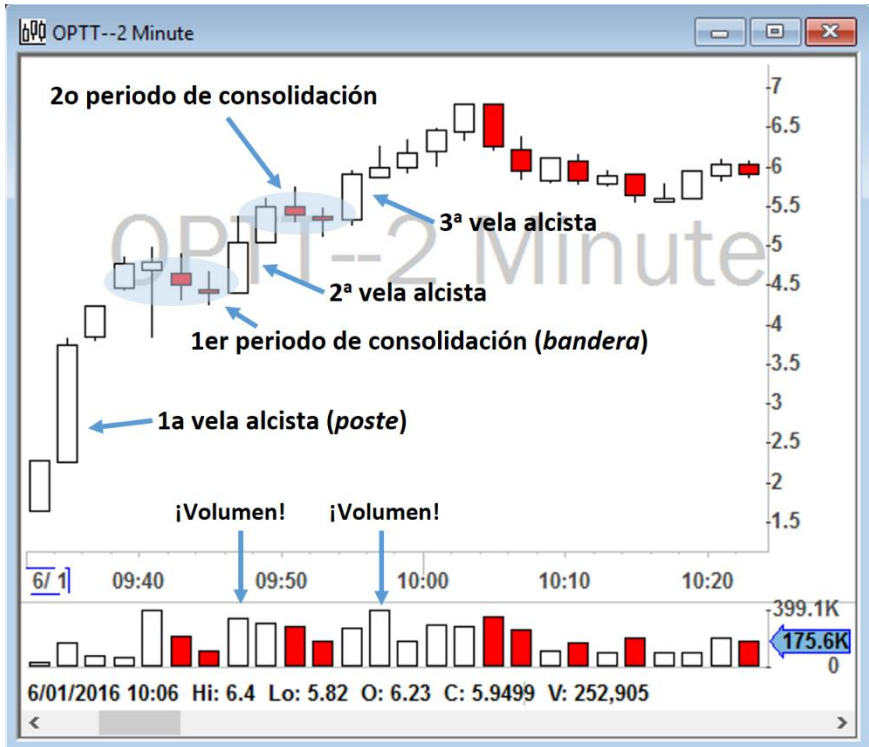 OPTT--2 Minute
2o periodo de consolidación
7
6.5
6
5.5
5
4.5
4
3.5
3
2.5
2
1.5
OPTT--2 Minute
3ª vela alcista
2ª vela alcista
1er periodo de consolidación (bandera)
1a vela alcista (poste)
¡Volumen! ¡Volumen!
6/ 1 09:40 09:50 10:00 10:10 10:20
399.1K
175.6K
0
6/01/2016 10:06 Hi: 6.4 Lo: 5.82 O: 6.23 C: 5.9499 V: 252,905